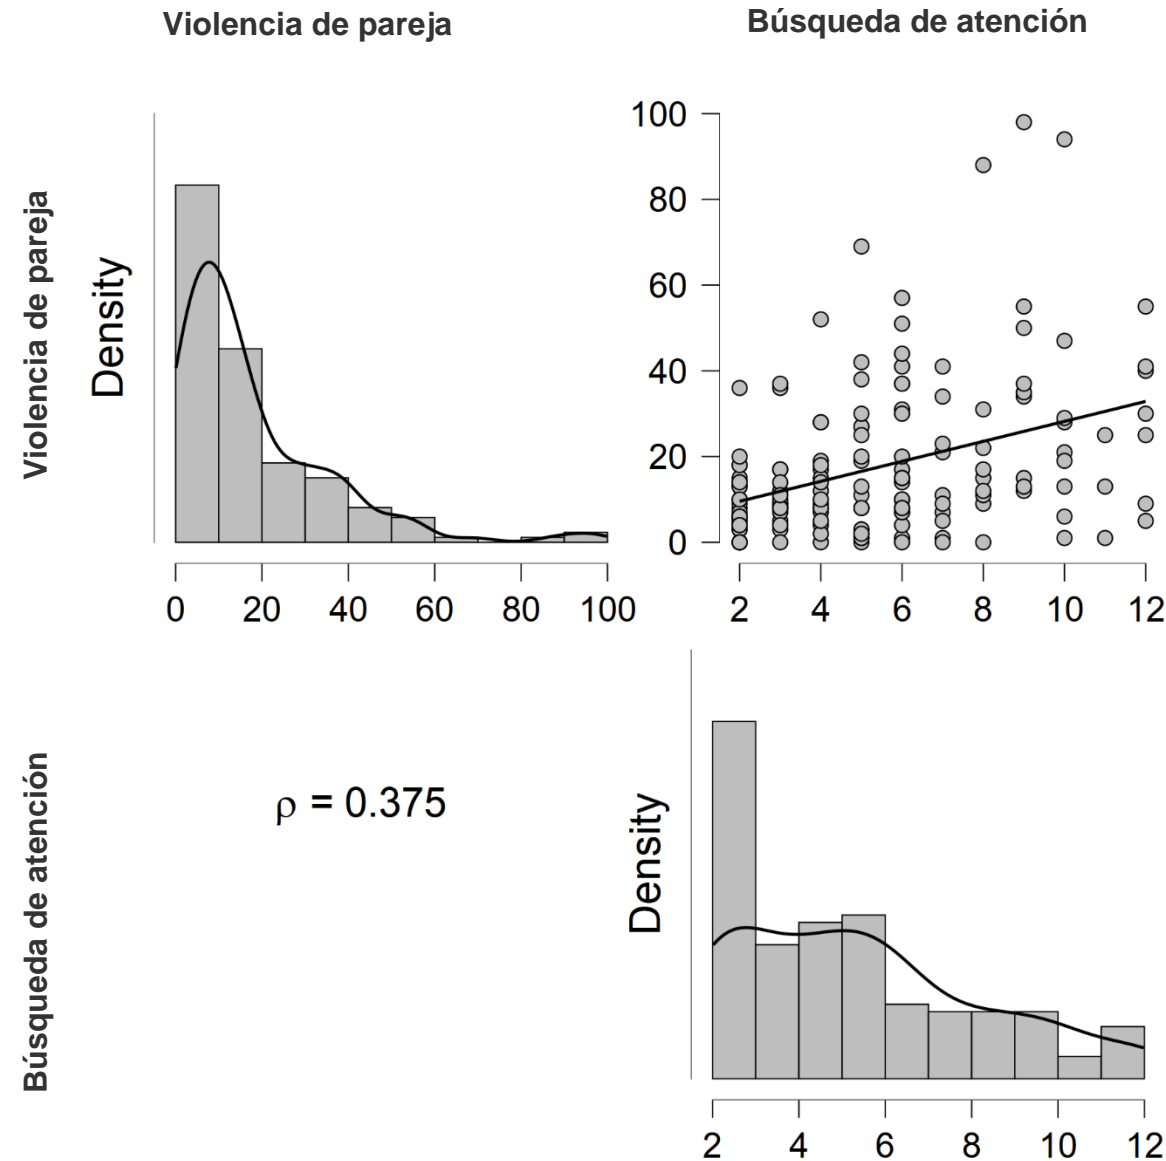 Violencia de pareja
Búsqueda de atención
Violencia de pareja
Density
0 20 40 60 80 100
100
80
60
40
20
0
2 4 6 8 10 12
Búsqueda de atención
ρ = 0.375
Density
2 4 6 8 10 12